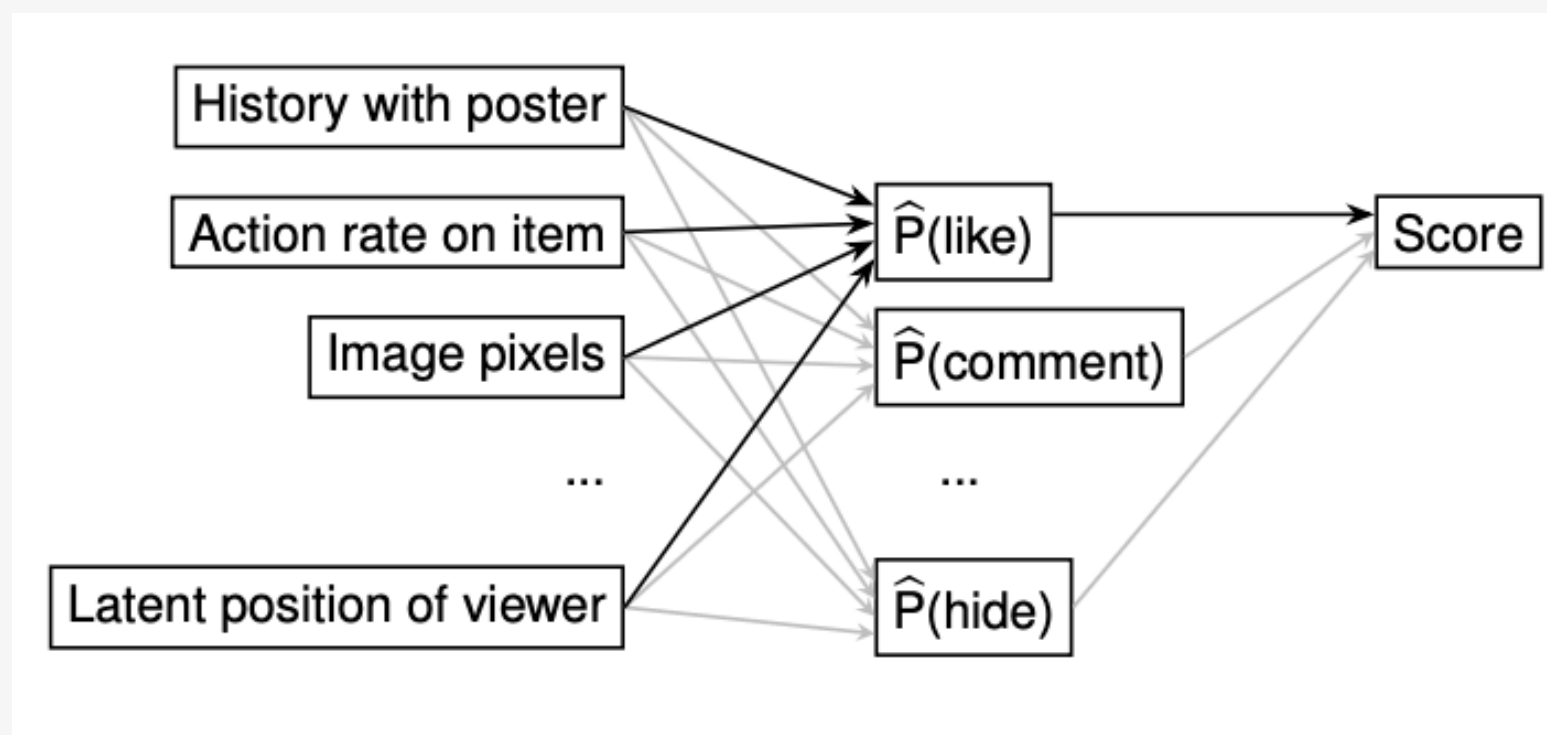 History with poster
Action rate on item
Image pixels
...
Latent position of viewer
P̂(like)
P̂(comment)
...
P̂(hide)
Score